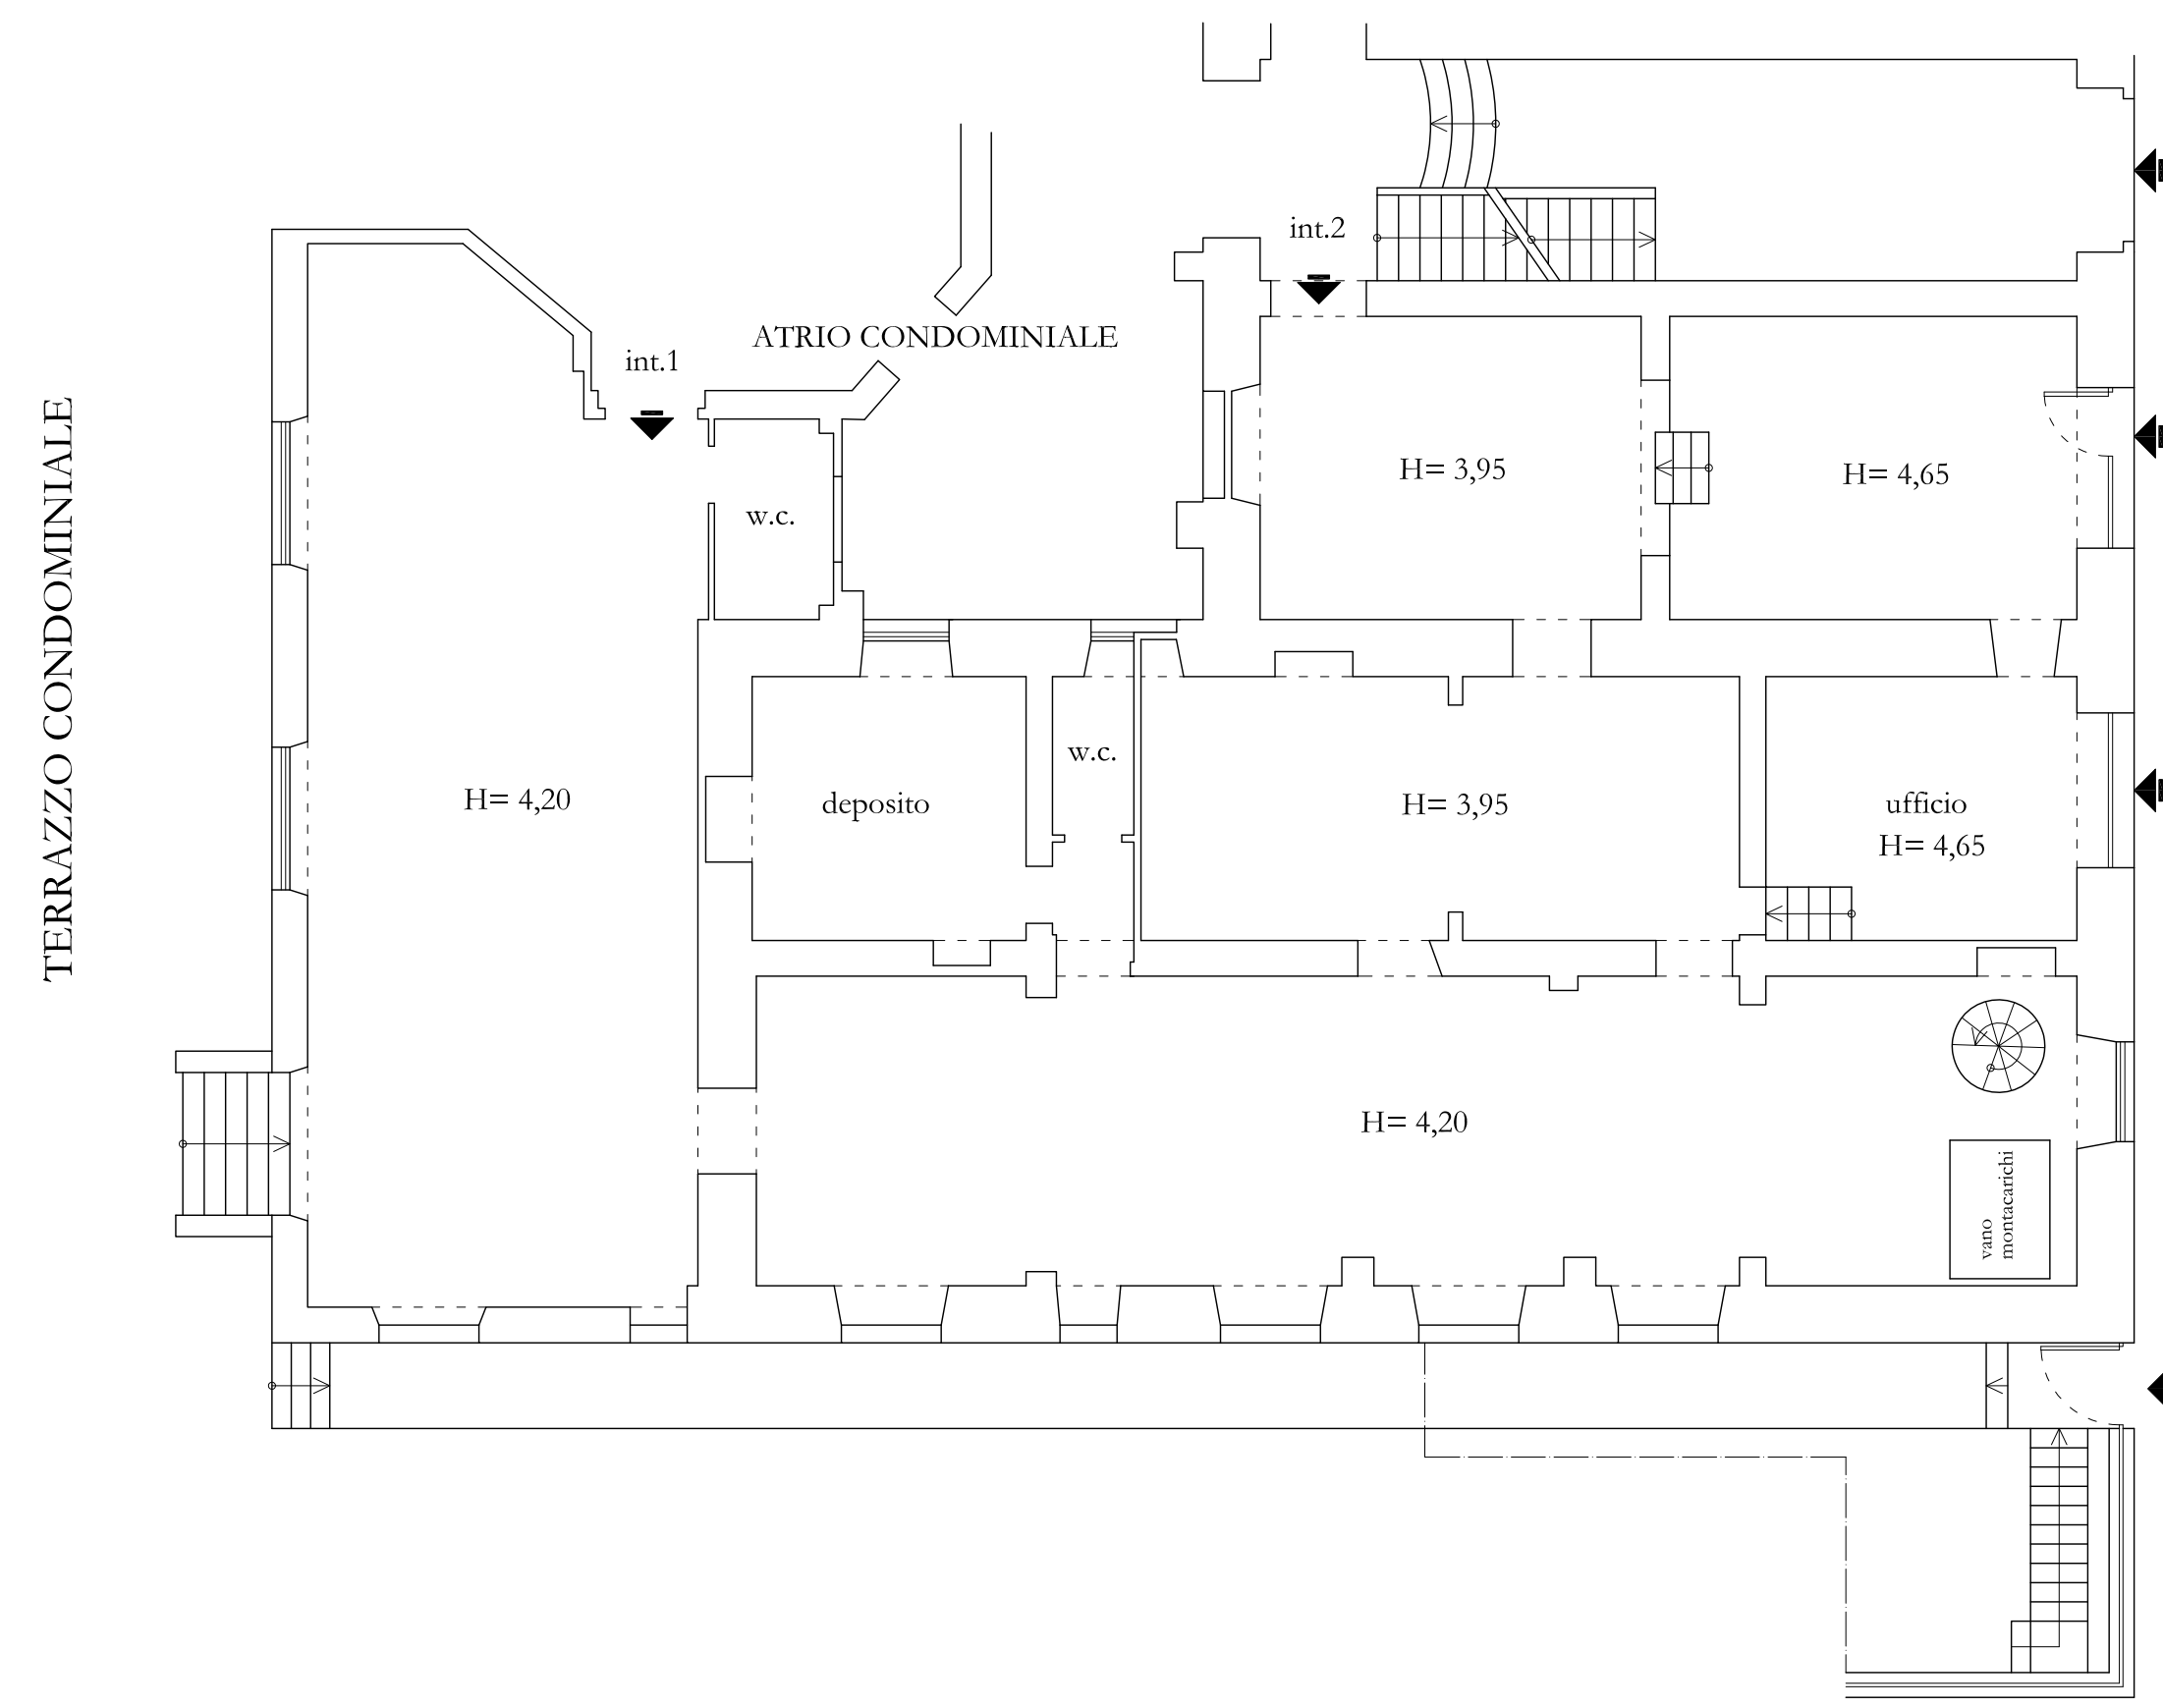 int.2
ATRIO CONDOMINIALE
int.1
TERRAZZO CONDOMINIALE
H= 3,95
H= 4,65
w.c.
w.c.
H= 4,20
deposito
H= 3,95
ufficio
H= 4,65
H= 4,20
vano
montacarichi